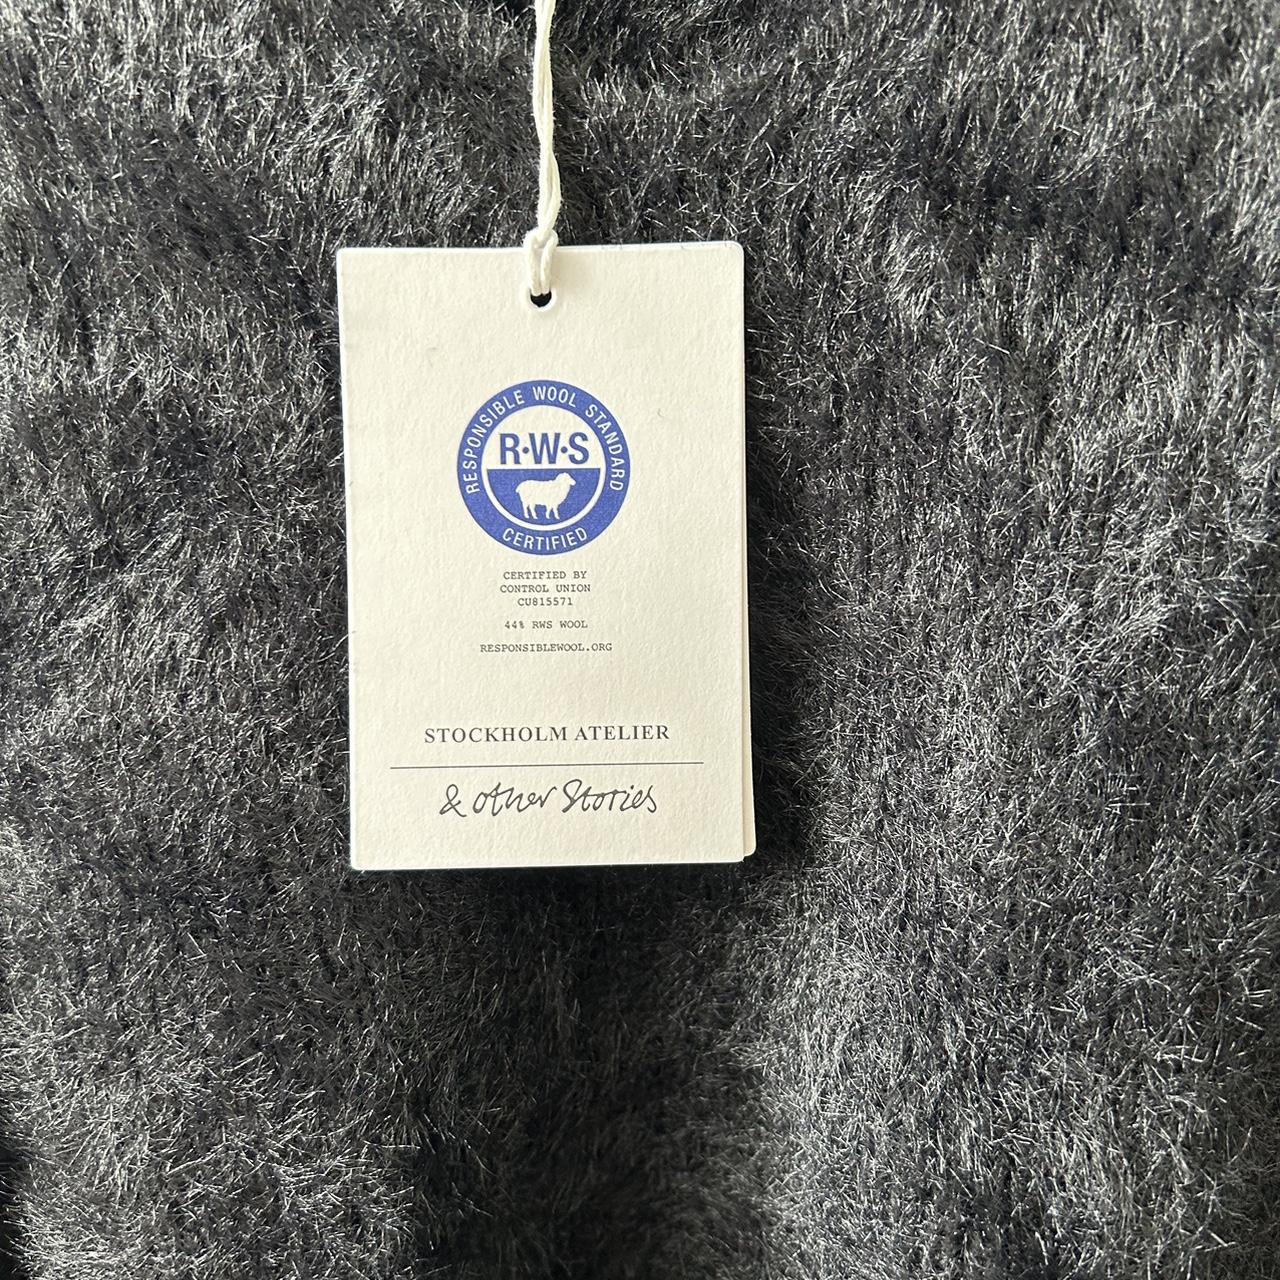 RESPONSIBLE WOOL STANDARD
R·W·S
CERTIFIED
CERTIFIED BY
CONTROL UNION
CU815571
44% RWS WOOL
RESPONSIBLEWOOL.ORG
STOCKHOLM ATELIER
& other Stories